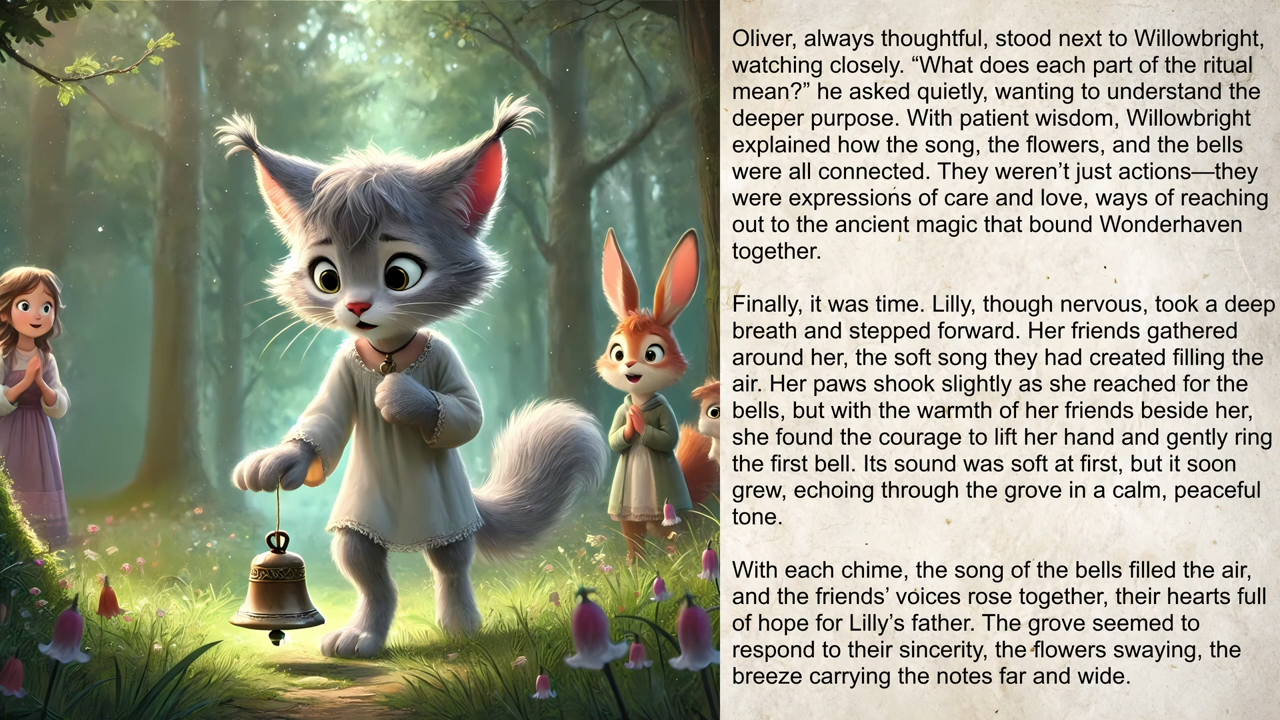 Oliver, always thoughtful, stood next to Willowbright,
watching closely. “What does each part of the ritual
mean?” he asked quietly, wanting to understand the
deeper purpose. With patient wisdom, Willowbright
explained how the song, the flowers, and the bells
were all connected. They weren’t just actions—they
were expressions of care and love, ways of reaching
out to the ancient magic that bound Wonderhaven
together.
Finally, it was time. Lilly, though nervous, took a deep
breath and stepped forward. Her friends gathered
around her, the soft song they had created filling the
air. Her paws shook slightly as she reached for the
bells, but with the warmth of her friends beside her,
she found the courage to lift her hand and gently ring
the first bell. Its sound was soft at first, but it soon
grew, echoing through the grove in a calm, peaceful
tone.
With each chime, the song of the bells filled the air,
and the friends’ voices rose together, their hearts full
of hope for Lilly’s father. The grove seemed to
respond to their sincerity, the flowers swaying, the
breeze carrying the notes far and wide.